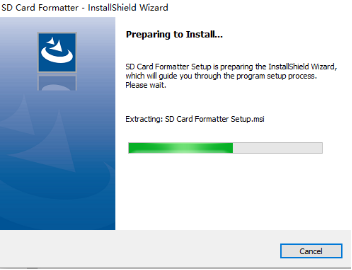 SD Card Formatter - InstallShield Wizard
Preparing to Install...
SD Card Formatter Setup is preparing the InstallShield Wizard,
which will guide you through the program setup process.
Please wait.
Extracting: SD Card Formatter Setup.msi
Cancel